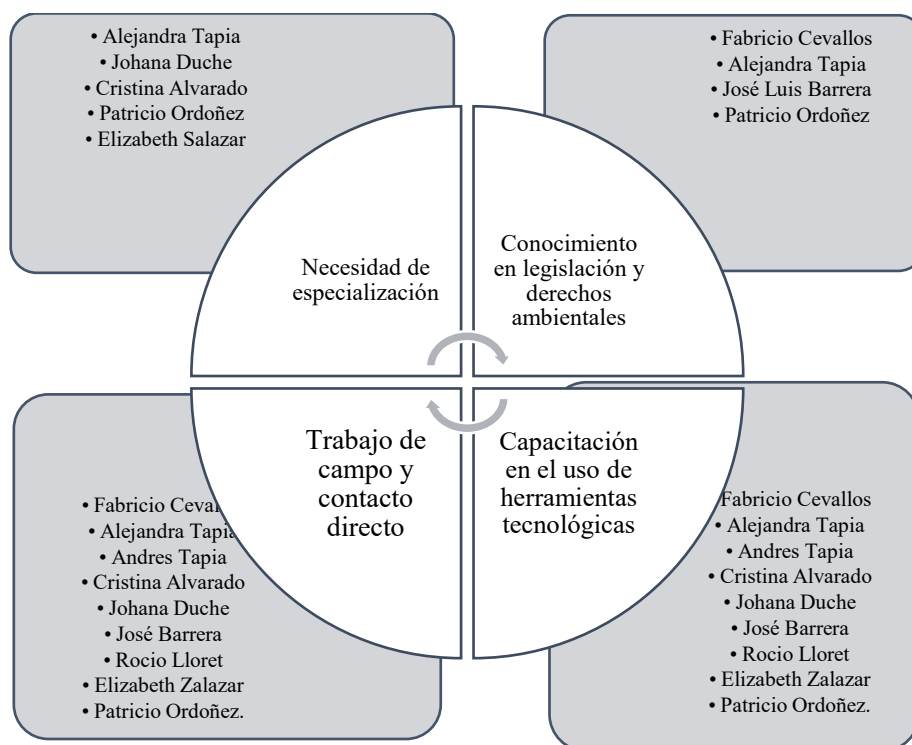 • Alejandra Tapia
• Johana Duche
• Cristina Alvarado
• Patricio Ordoñez
• Elizabeth Salazar
• Fabricio Cevallos
• Alejandra Tapia
• José Luis Barrera
• Patricio Ordoñez
Necesidad de
especialización
Conocimiento
en legislación y
derechos
ambientales
Trabajo de
campo y
contacto
directo
Capacitación
en el uso de
herramientas
tecnológicas
• Fabricio
• Alejandra Tapia
• Andres Tapia
• Cristina Alvarado
• Johana Duche
• José Barrera
• Rocio Lloret
• Elizabeth Zalazar
• Patricio Ordoñez.
Fabricio Cevallos
• Alejandra Tapia
• Andres Tapia
• Cristina Alvarado
• Johana Duche
• José Barrera
• Rocio Lloret
• Elizabeth Zalazar
• Patricio Ordoñez.